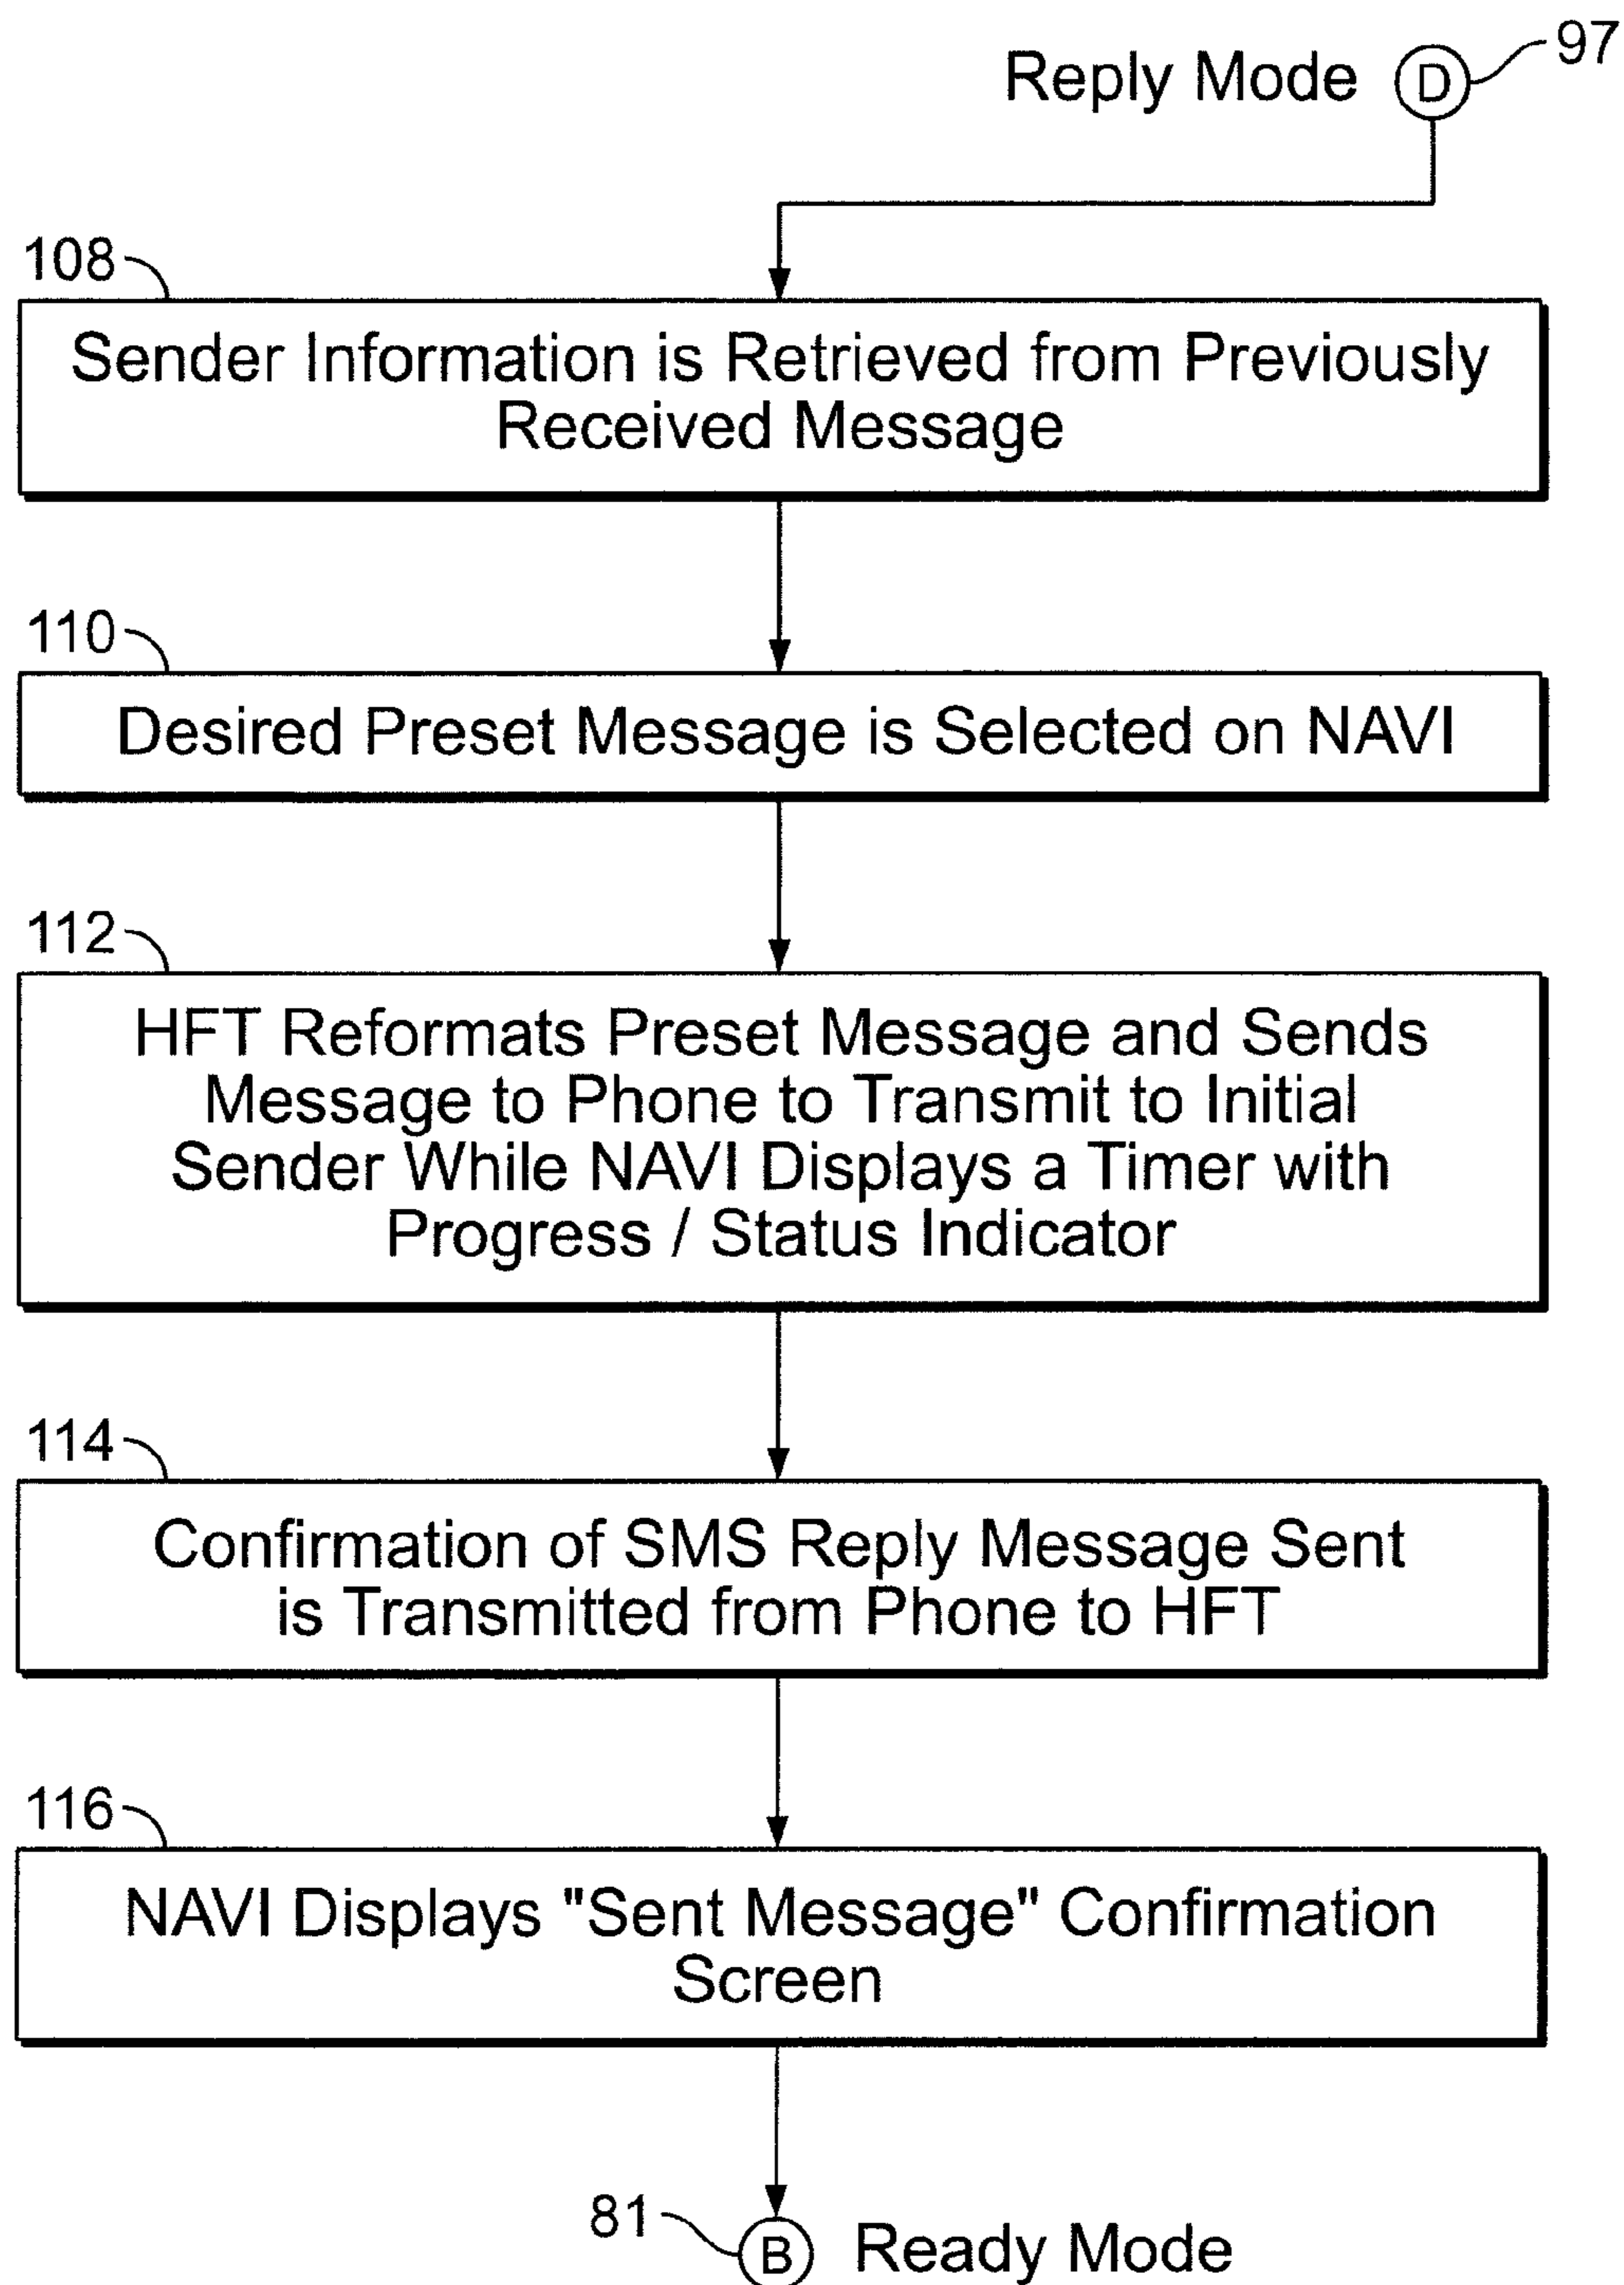 97
Reply Mode D
108
Sender Information is Retrieved from Previously
Received Message
110
Desired Preset Message is Selected on NAVI
112
HFT Reformats Preset Message and Sends
Message to Phone to Transmit to Initial
Sender While NAVI Displays a Timer with
Progress / Status Indicator
114
Confirmation of SMS Reply Message Sent
is Transmitted from Phone to HFT
116
NAVI Displays "Sent Message" Confirmation
Screen
81
B Ready Mode